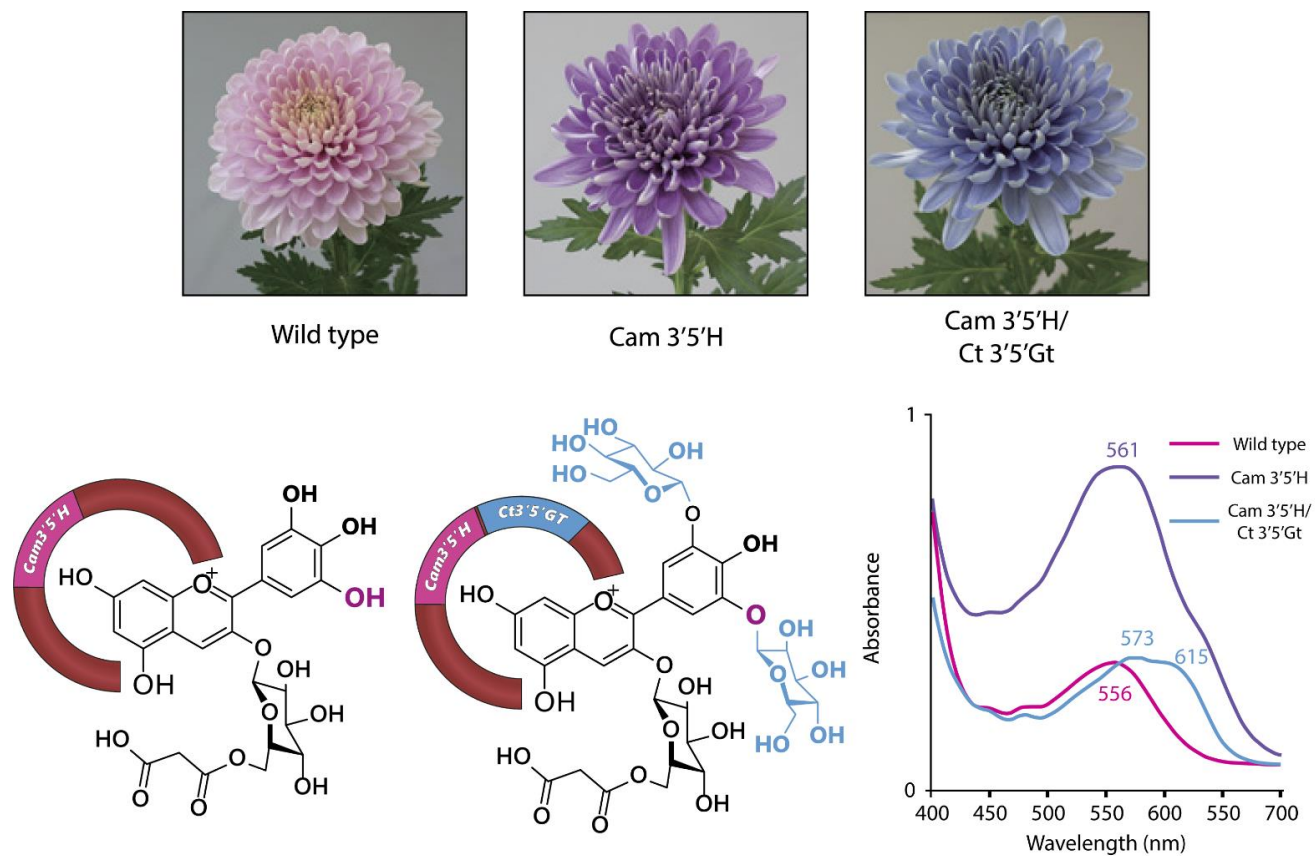 Wild type
Cam 3'5'H
Cam 3'5'H/
Ct 3'5'Gt
Cam3'5'H
OH
OH
OH
HO
O
+
O
OH
OH
O
OH
OH
HO
O
O
O
Cam3'5'H
Ct3'5'GT
HO
HO
HO
OH
O
O
OH
HO
O
+
O
OH
OH
O
OH
OH
HO
OH
O
O
O
O
OH
OH
O
HO
OH
1
Absorbance
0
561
573
615
556
Wild type
Cam 3'5'H
Cam 3'5'H/
Ct 3'5'Gt
400 450 500 550 600 550 700
Wavelength (nm)